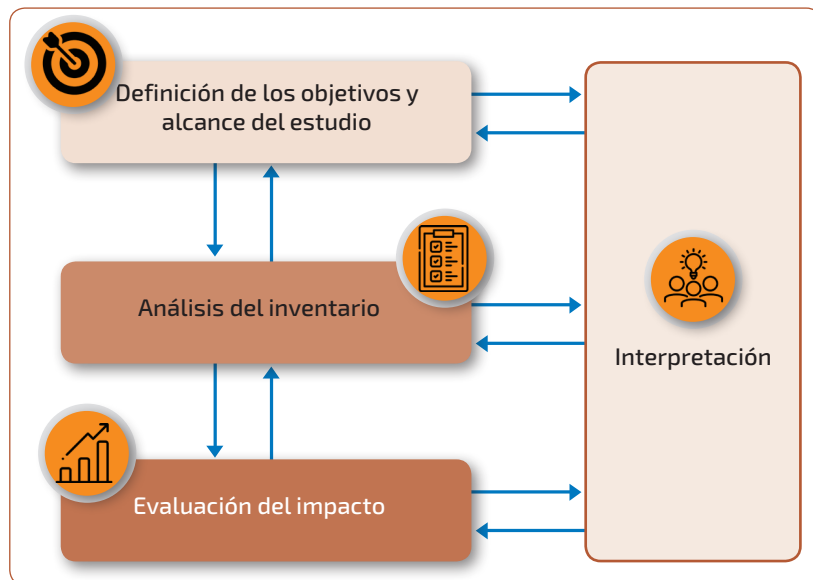 Definición de los objetivos y
alcance del estudio
Análisis del inventario
Interpretación
Evaluación del impacto